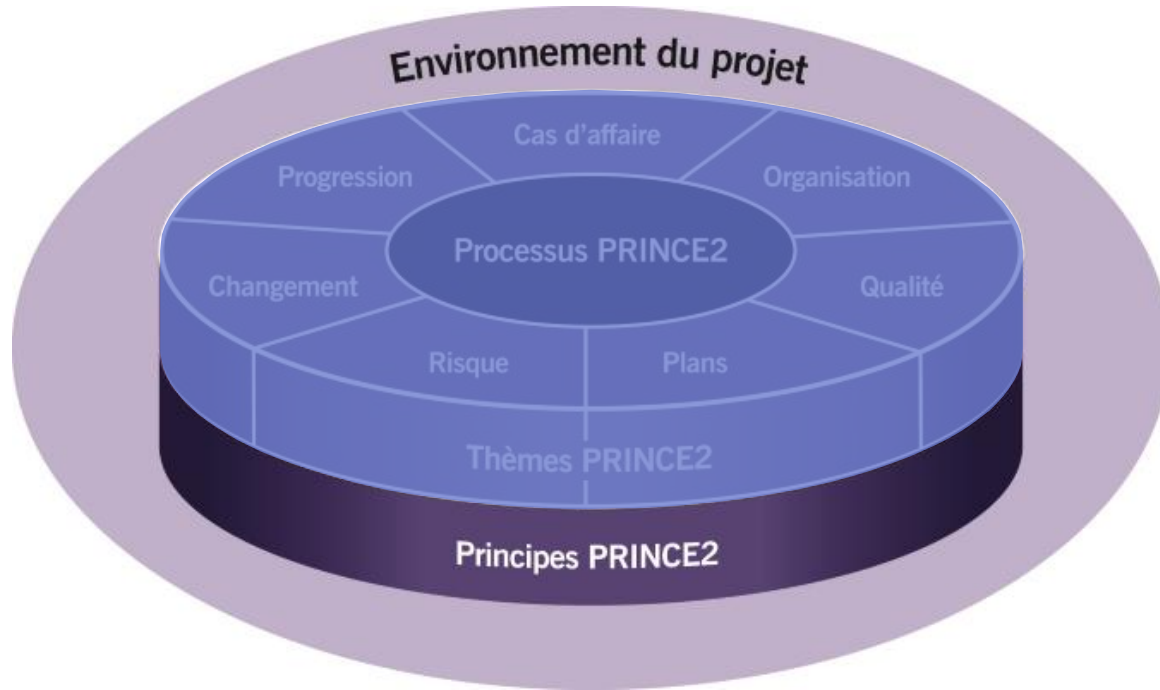 Environnement du projet
Cas d'affaire
Progression
Organisation
Processus PRINCE2
Changement
Qualité
Risque
Plans
Thèmes PRINCE2
Principes PRINCE2